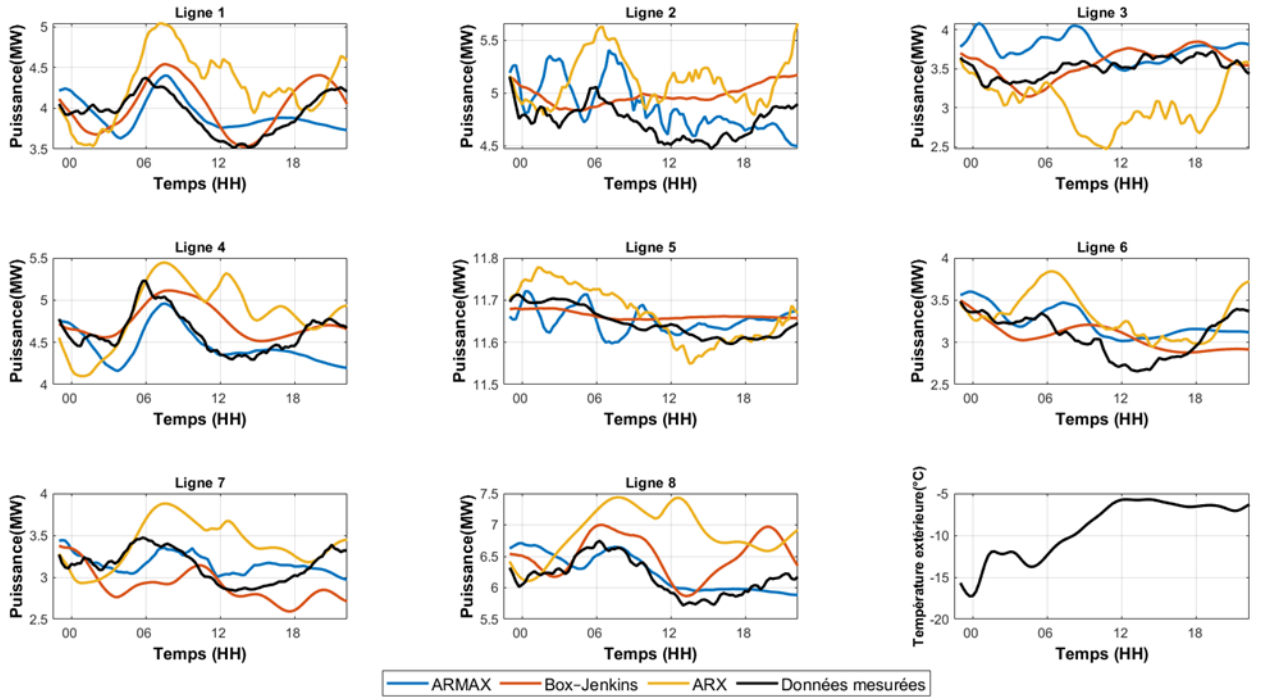 Ligne 1
Puissance(MW)
5
4.5
4
3.5
00 06 12 18
Temps (HH)
Ligne 2
Puissance(MW)
5.5
5
4.5
00 06 12 18
Temps (HH)
Ligne 3
Puissance(MW)
4
3.5
3
2.5
00 06 12 18
Temps (HH)
Ligne 4
Puissance(MW)
5.5
5
4.5
4
00 06 12 18
Temps (HH)
Ligne 5
Puissance(MW)
11.8
11.7
11.6
11.5
00 06 12 18
Temps (HH)
Ligne 6
Puissance(MW)
4
3.5
3
2.5
00 06 12 18
Temps (HH)
Ligne 7
Puissance(MW)
4
3.5
3
2.5
00 06 12 18
Temps (HH)
Ligne 8
Puissance(MW)
7.5
7
6.5
6
5.5
00 06 12 18
Temps (HH)
Température extérieure(°C)
-5
-10
-15
-20
00 06 12 18
Temps (HH)
ARMAX Box-Jenkins ARX Données mesurées